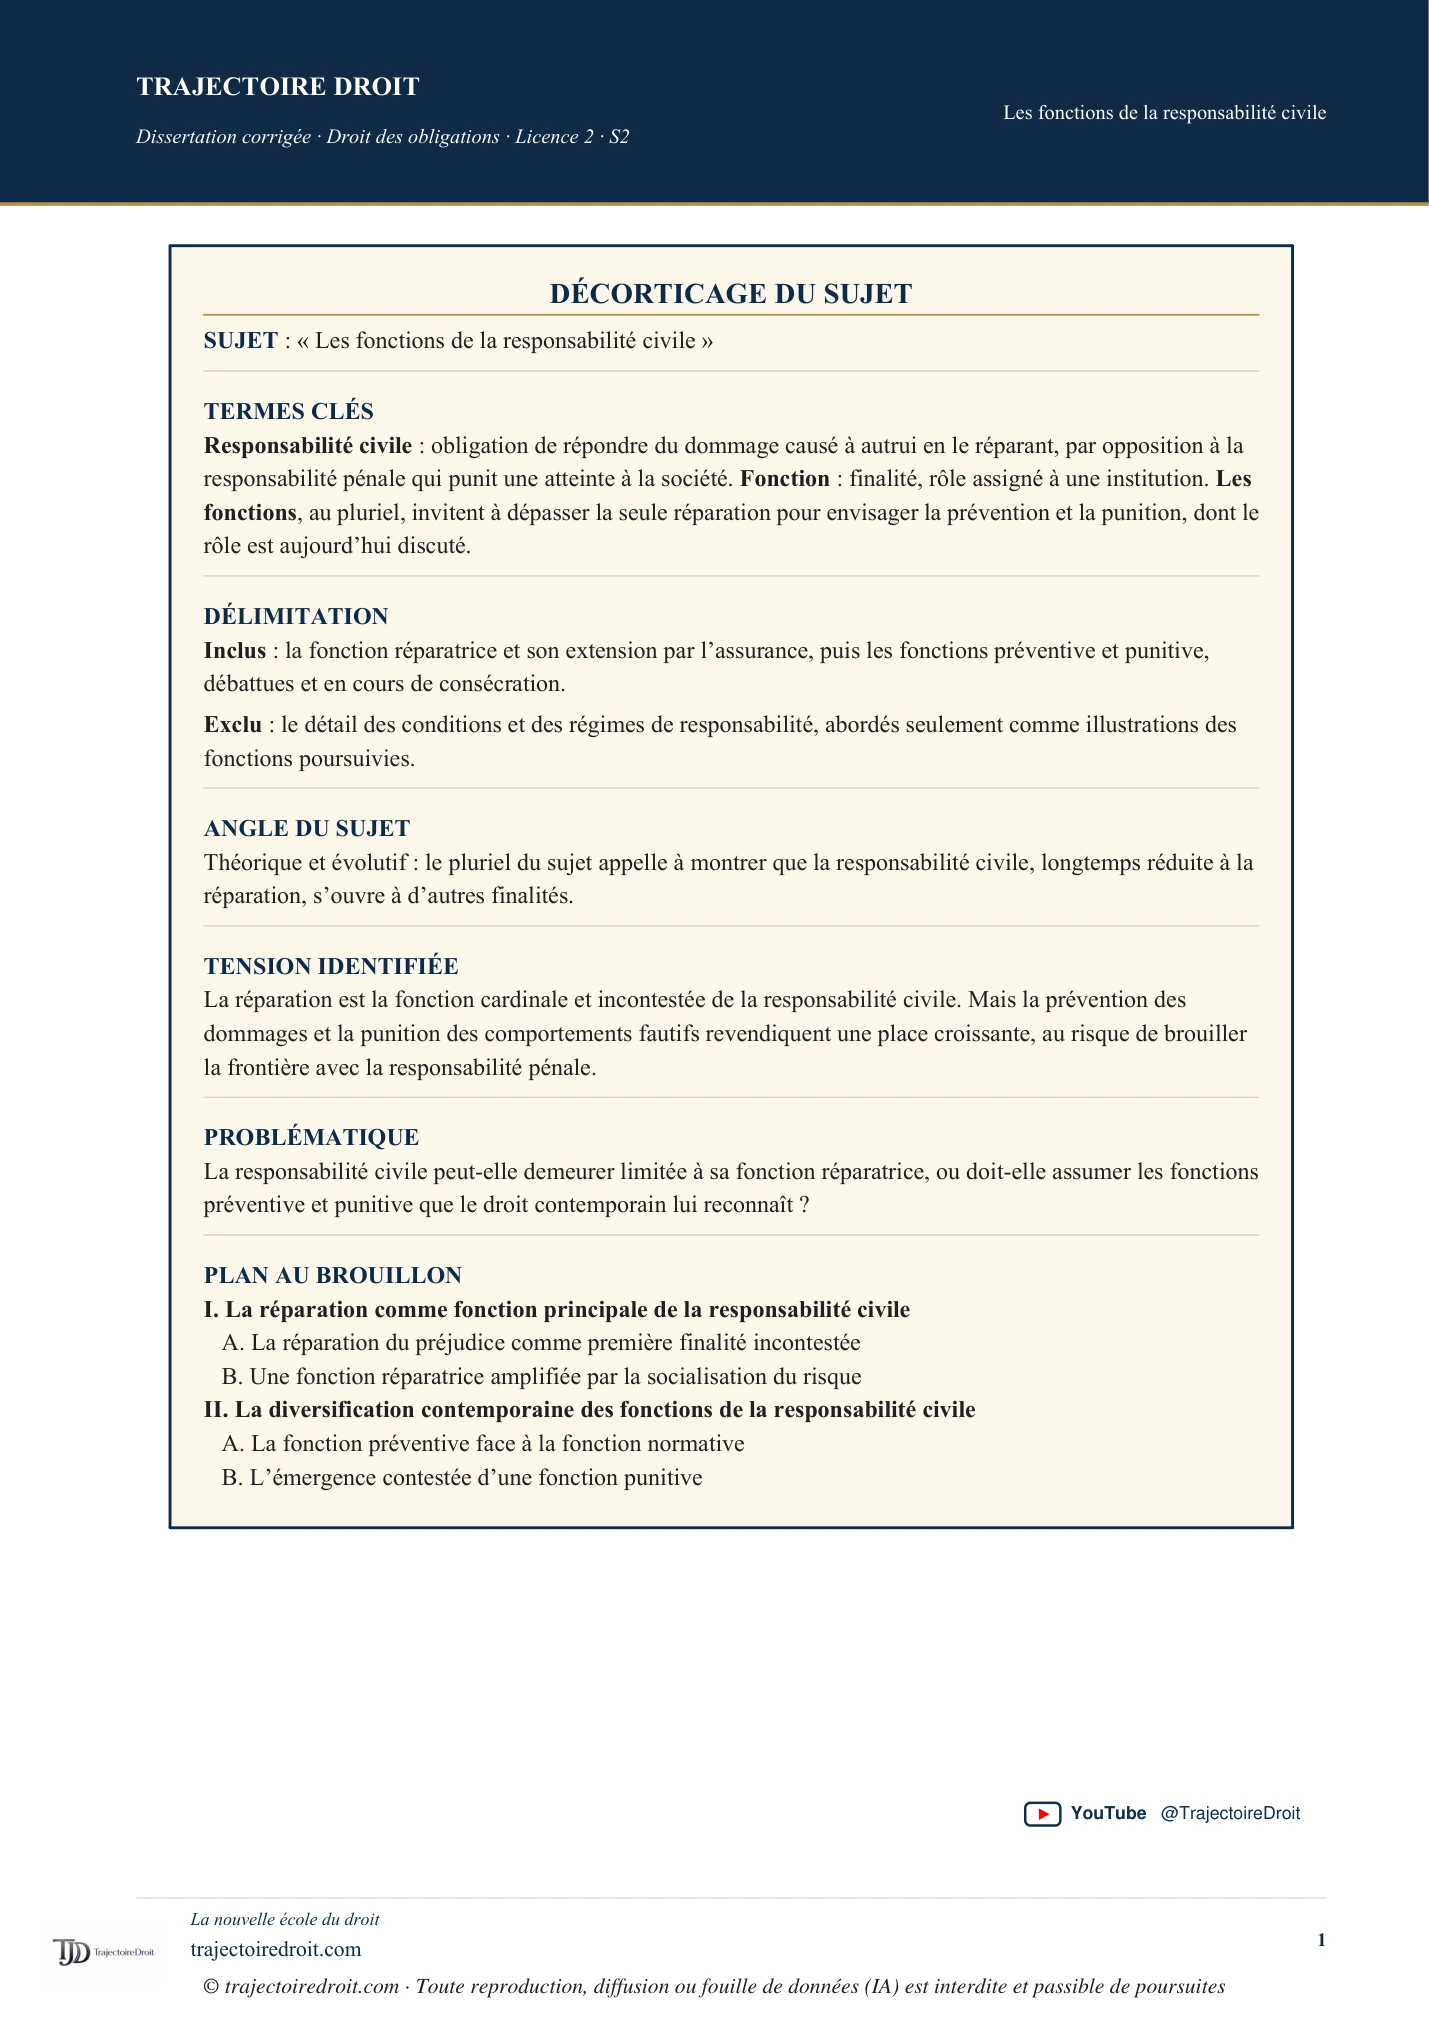 TRAJECTOIRE DROIT
Dissertation corrigée · Droit des obligations · Licence 2 · S2
Les fonctions de la responsabilité civile
DÉCORTICAGE DU SUJET
SUJET : « Les fonctions de la responsabilité civile »
TERMES CLÉS
Responsabilité civile : obligation de répondre du dommage causé à autrui en le réparant, par opposition à la
responsabilité pénale qui punit une atteinte à la société. Fonction : finalité, rôle assigné à une institution. Les
fonctions, au pluriel, invitent à dépasser la seule réparation pour envisager la prévention et la punition, dont le
rôle est aujourd’hui discuté.
DÉLIMITATION
Inclus : la fonction réparatrice et son extension par l’assurance, puis les fonctions préventive et punitive,
débattues et en cours de consécration.
Exclu : le détail des conditions et des régimes de responsabilité, abordés seulement comme illustrations des
fonctions poursuivies.
ANGLE DU SUJET
Théorique et évolutif : le pluriel du sujet appelle à montrer que la responsabilité civile, longtemps réduite à la
réparation, s’ouvre à d’autres finalités.
TENSION IDENTIFIÉE
La réparation est la fonction cardinale et incontestée de la responsabilité civile. Mais la prévention des
dommages et la punition des comportements fautifs revendiquent une place croissante, au risque de brouiller
la frontière avec la responsabilité pénale.
PROBLÉMATIQUE
La responsabilité civile peut-elle demeurer limitée à sa fonction réparatrice, ou doit-elle assumer les fonctions
préventive et punitive que le droit contemporain lui reconnaît ?
PLAN AU BROUILLON
I. La réparation comme fonction principale de la responsabilité civile
A. La réparation du préjudice comme première finalité incontestée
B. Une fonction réparatrice amplifiée par la socialisation du risque
II. La diversification contemporaine des fonctions de la responsabilité civile
A. La fonction préventive face à la fonction normative
B. L’émergence contestée d’une fonction punitive
YouTube @TrajectoireDroit
La nouvelle école du droit
TJD TrajectoireDroit
trajectoiredroit.com
1
© trajectoiredroit.com · Toute reproduction, diffusion ou fouille de données (IA) est interdite et passible de poursuites